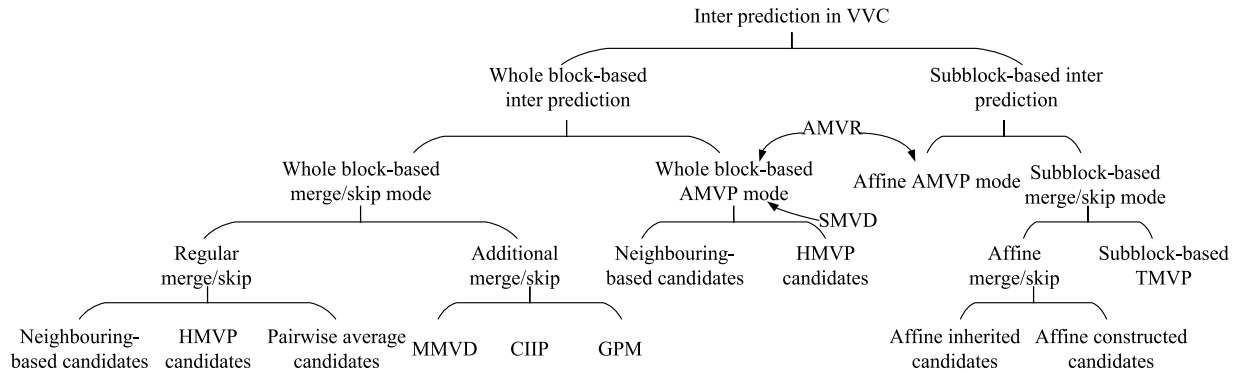 Inter prediction in VVC
Whole block-based
inter prediction
Subblock-based inter
prediction
AMVR
Whole block-based
merge/skip mode
Whole block-based
AMVP mode
Affine AMVP mode
Subblock-based
merge/skip mode
SMVD
Regular
merge/skip
Additional
merge/skip
Neighbouring-
based candidates
HMVP
candidates
Affine
merge/skip
Subblock-based
TMVP
Neighbouring-
based candidates
HMVP
candidates
Pairwise average
candidates
MMVD
CIIP
GPM
Affine inherited
candidates
Affine constructed
candidates